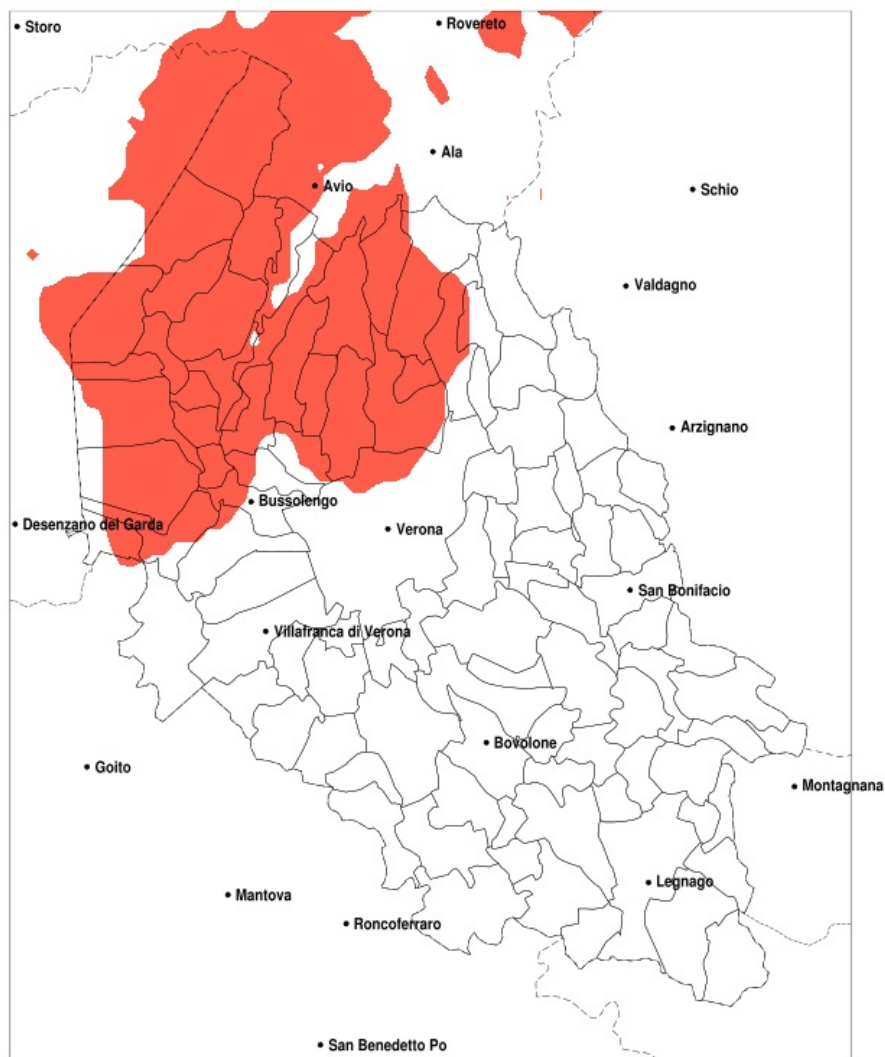 Storo
Rovereto
Ala
Avio
Schio
Valdagno
Arzignano
Bussolengo
Desenzano del Garda
Verona
San Bonifacio
Villafranca di Verona
Bovolone
Goito
Montagnana
Legnago
Mantova
Roncoferraro
San Benedetto Po